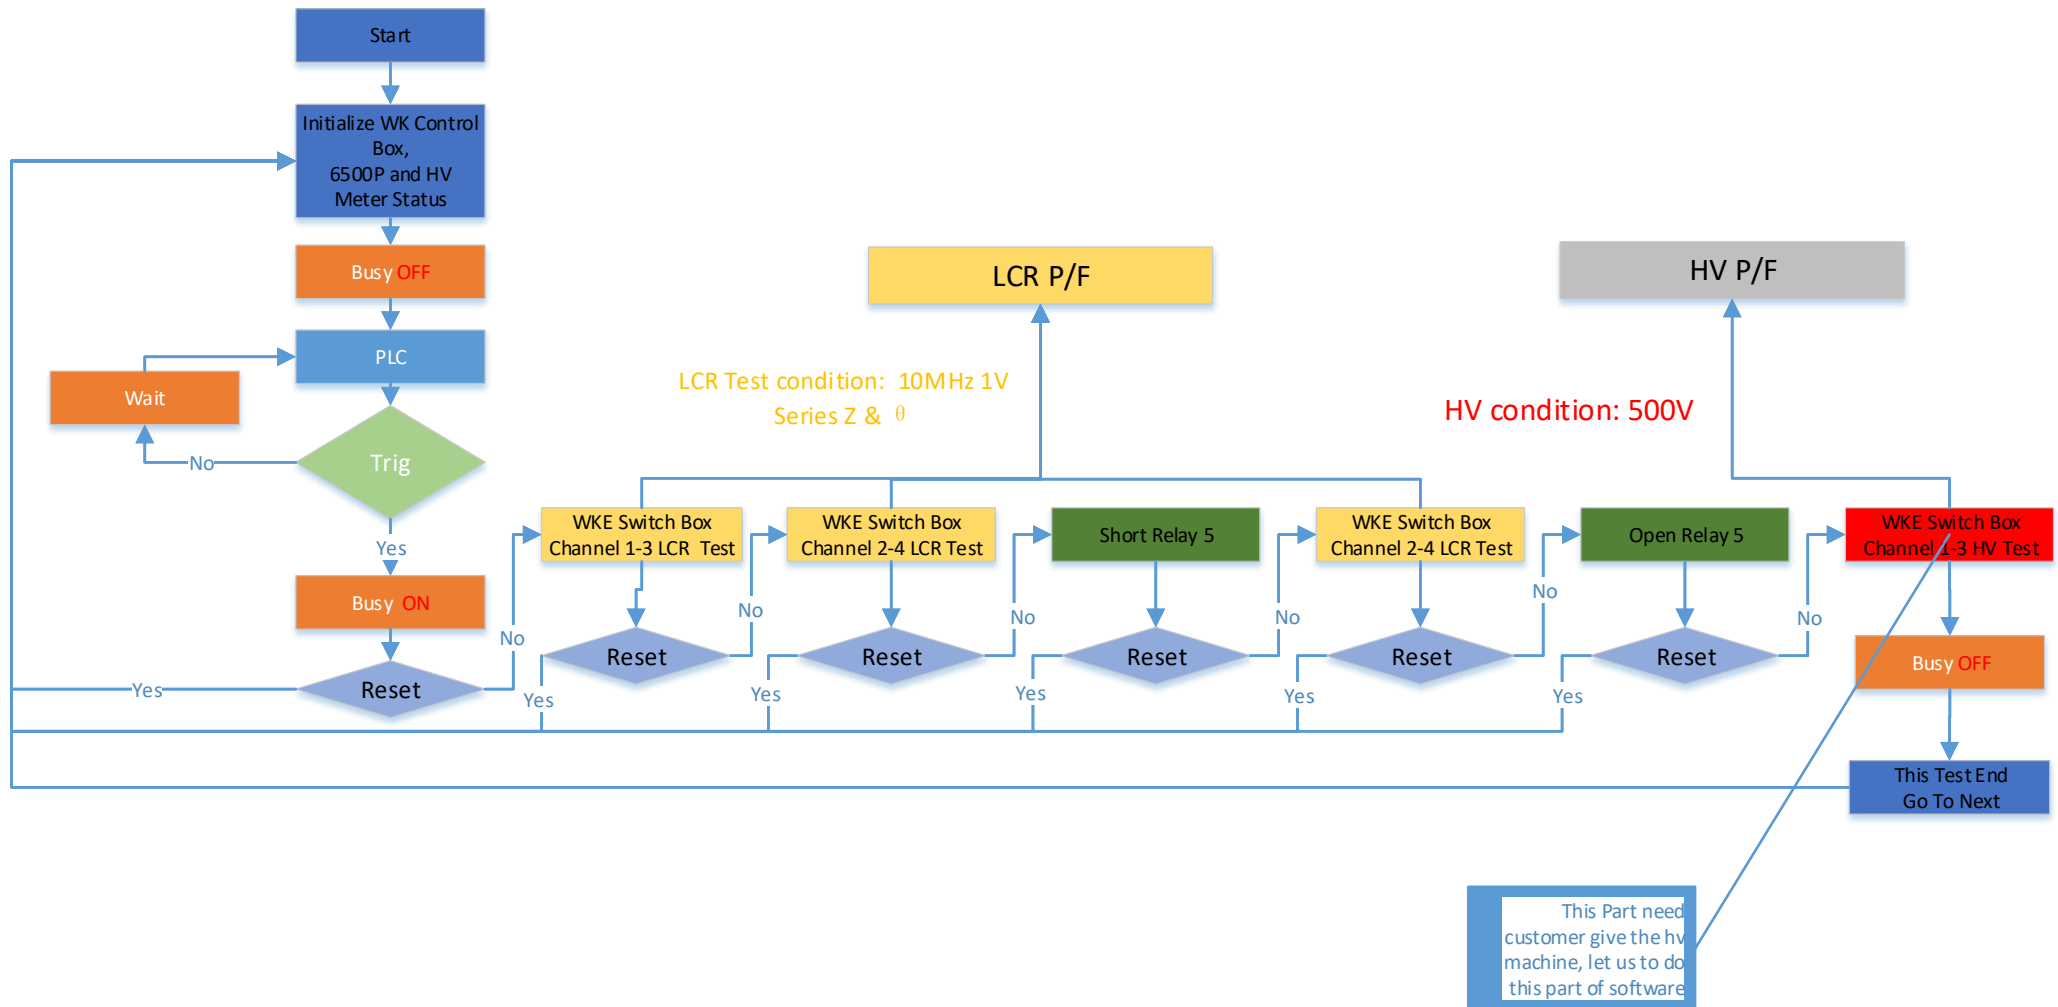 Start
Initialize WK Control
Box,
6500P and HV
Meter Status
Busy OFF
PLC
Wait
Trig
No
Yes
Busy ON
Reset
Yes
No
LCR P/F
HV P/F
LCR Test condition: 10MHz 1V
Series Z & θ
HV condition: 500V
WKE Switch Box
Channel 1-3 LCR Test
Reset
Yes
No
WKE Switch Box
Channel 2-4 LCR Test
Reset
Yes
No
Short Relay 5
Reset
Yes
No
WKE Switch Box
Channel 2-4 LCR Test
Reset
Yes
No
Open Relay 5
Reset
Yes
No
WKE Switch Box
Channel 1-3 HV Test
Busy OFF
This Test End
Go To Next
This Part need
customer give the hv
machine, let us to do
this part of software